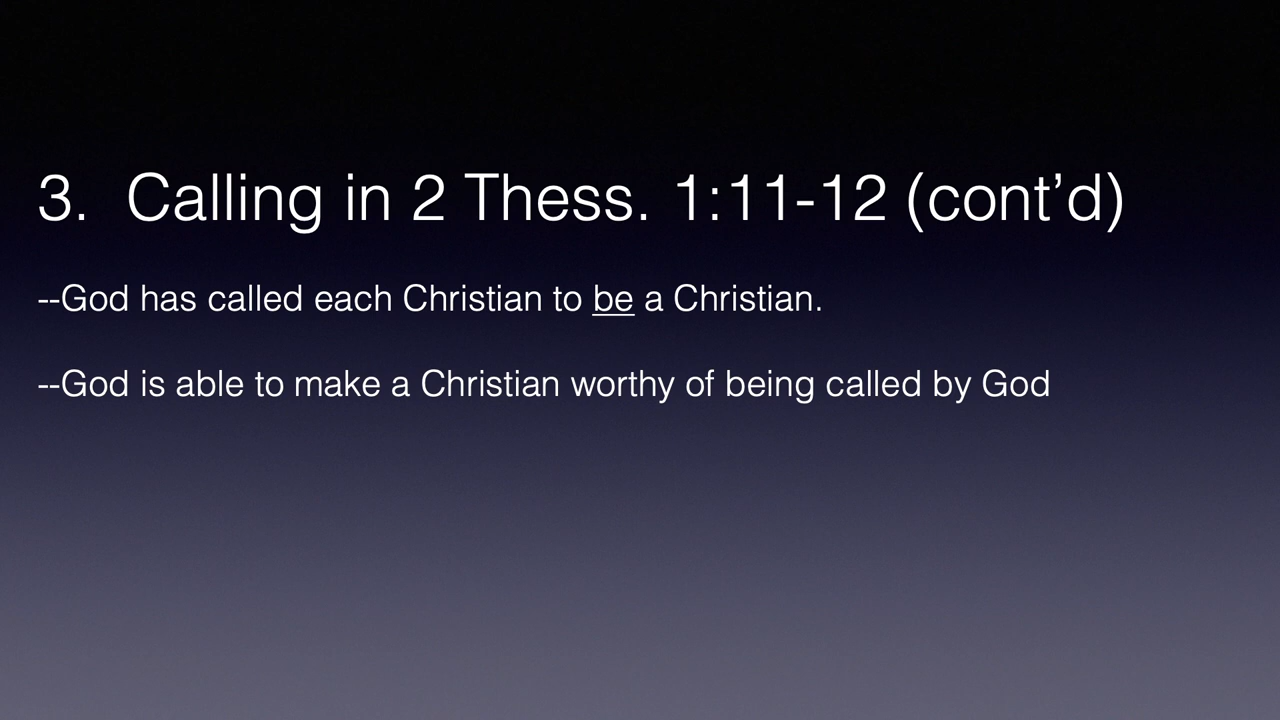 3. Calling in 2 Thess. 1:11-12 (cont’d)
--God has called each Christian to be a Christian.
--God is able to make a Christian worthy of being called by God